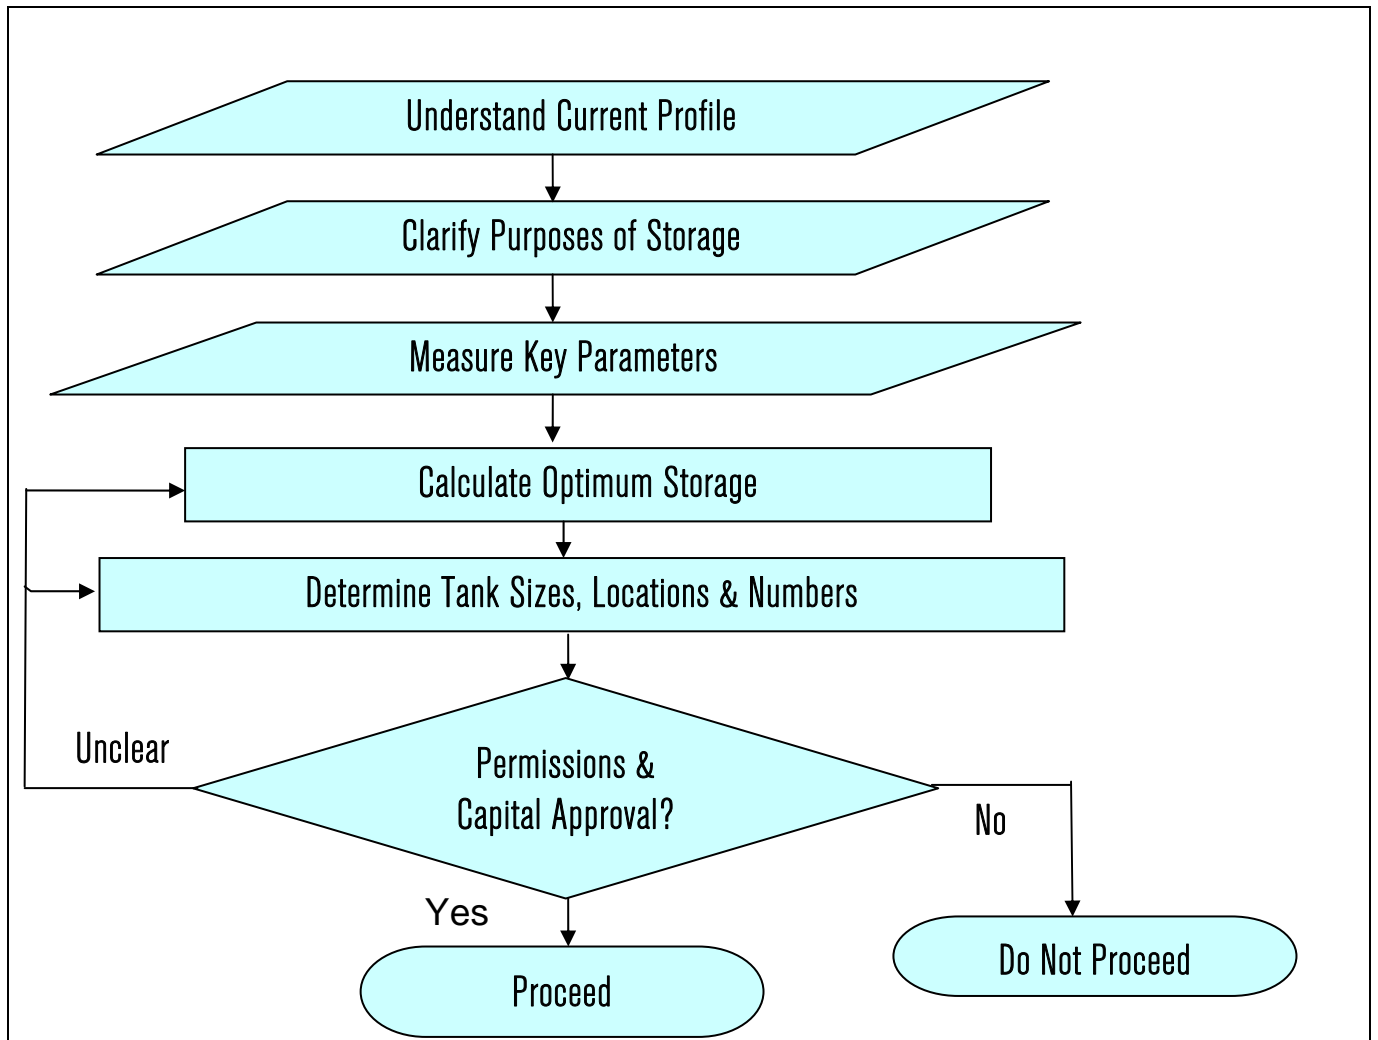 Understand Current Profile
Clarify Purposes of Storage
Measure Key Parameters
Calculate Optimum Storage
Determine Tank Sizes, Locations & Numbers
Unclear
Permissions &
Capital Approval?
No
Yes
Do Not Proceed
Proceed